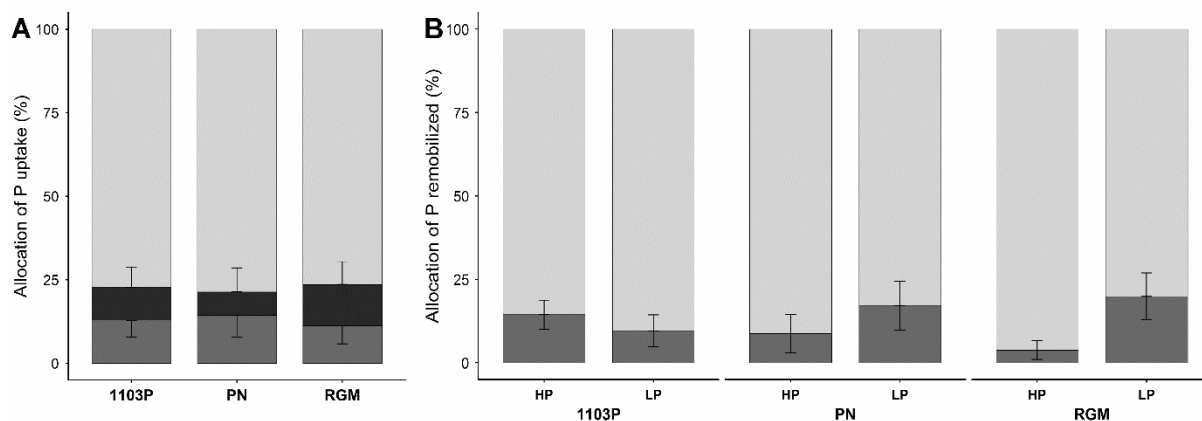 A
Allocation of P uptake (%)
100
75
50
25
0
1103P PN RGM
B
Allocation of P remobilized (%)
100
75
50
25
0
HP LP HP LP HP LP
1103P PN RGM